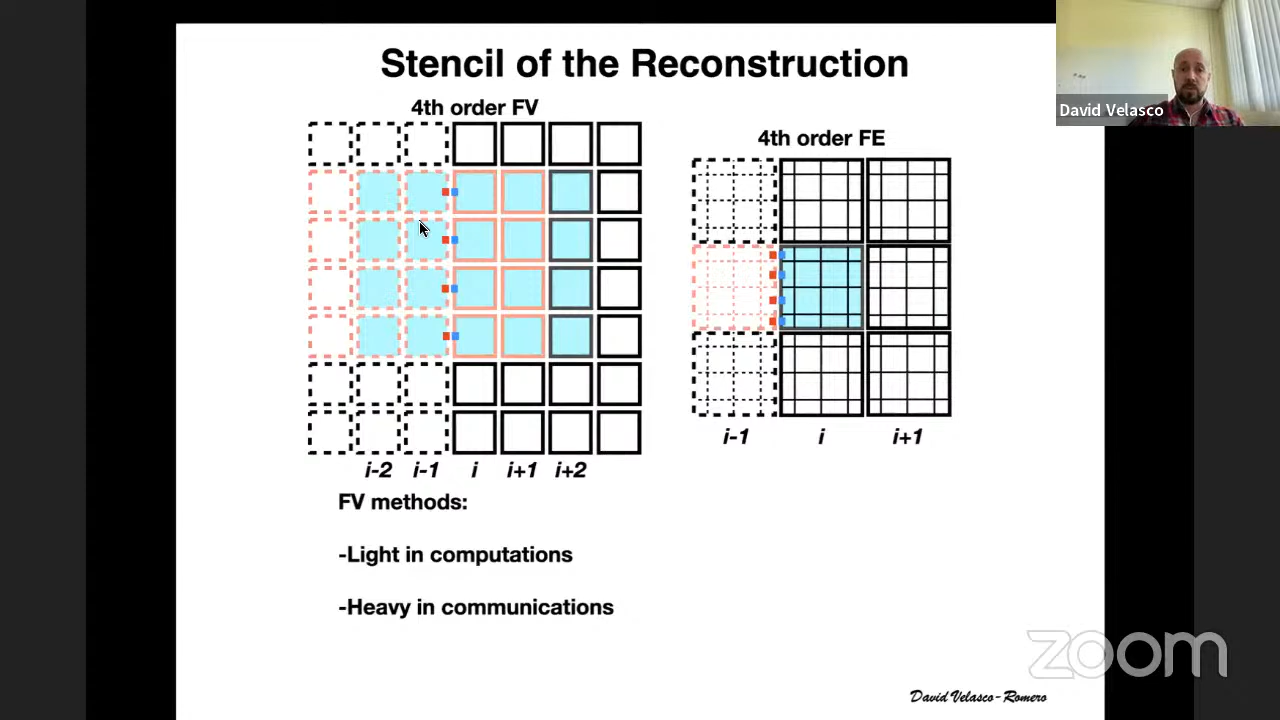 Stencil of the Reconstruction
4th order FV
4th order FE
i-2 i-1 i i+1 i+2
i-1 i i+1
FV methods:
-Light in computations
-Heavy in communications
David Velasco
zoom
David Velasco-Romero